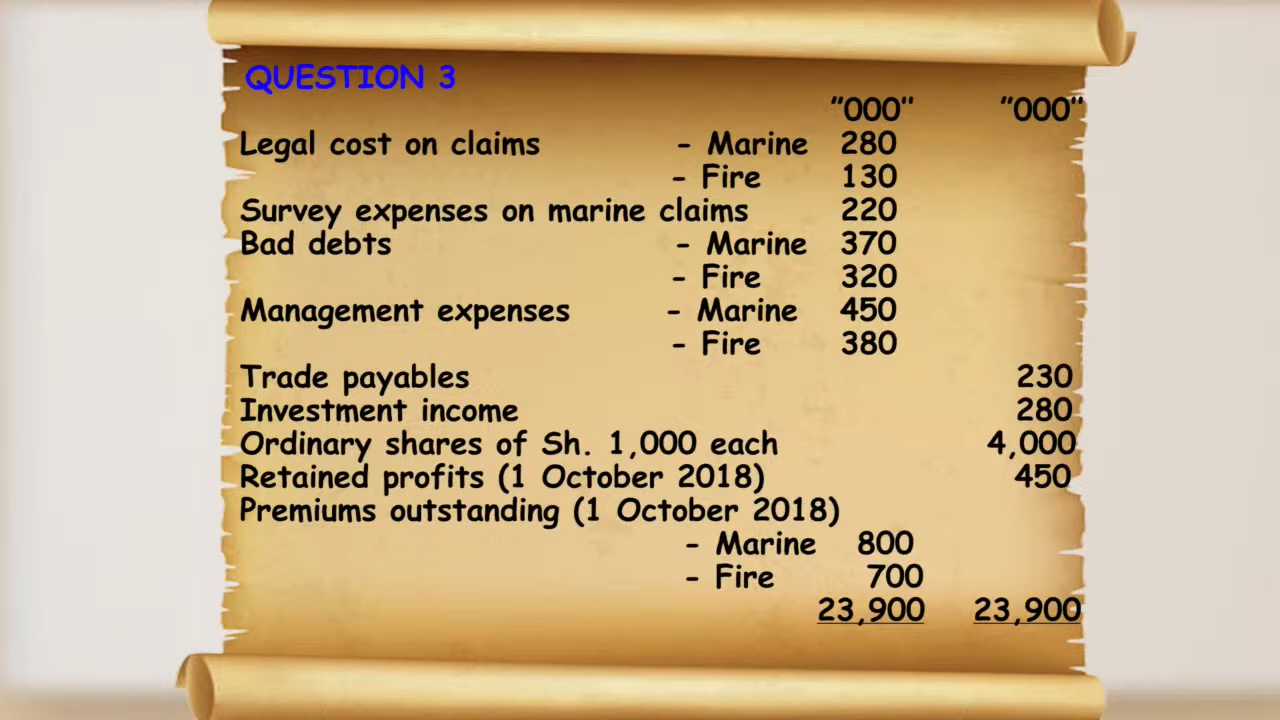 QUESTION 3
"000" "000"
Legal cost on claims - Marine 280
- Fire 130
Survey expenses on marine claims 220
Bad debts - Marine 370
- Fire 320
Management expenses - Marine 450
- Fire 380
Trade payables 230
Investment income 280
Ordinary shares of Sh. 1,000 each 4,000
Retained profits (1 October 2018) 450
Premiums outstanding (1 October 2018)
- Marine 800
- Fire 700
23,900 23,900